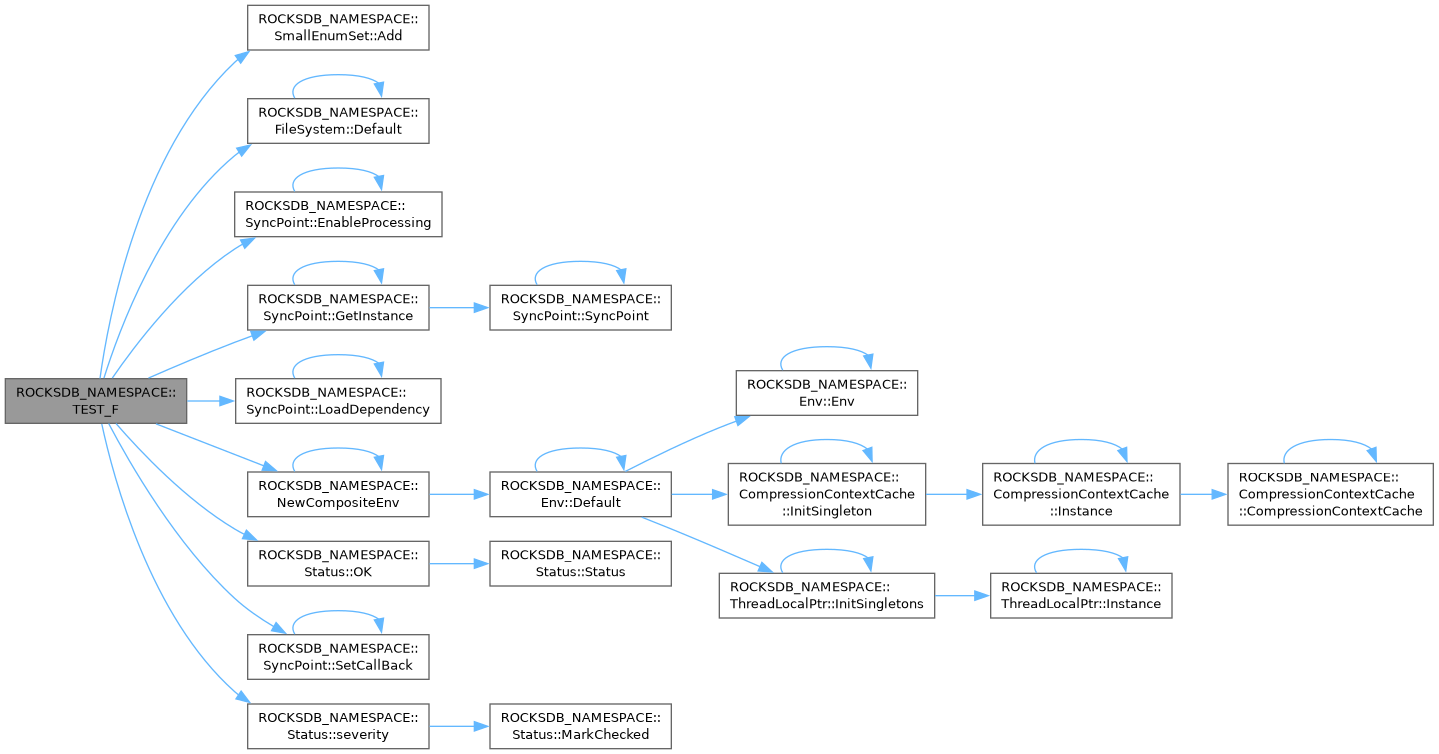 ROCKSDB_NAMESPACE::
SmallEnumSet::Add
ROCKSDB_NAMESPACE::
FileSystem::Default
ROCKSDB_NAMESPACE::
SyncPoint::EnableProcessing
ROCKSDB_NAMESPACE::
SyncPoint::GetInstance
ROCKSDB_NAMESPACE::
SyncPoint::SyncPoint
ROCKSDB_NAMESPACE::
TEST_F
ROCKSDB_NAMESPACE::
SyncPoint::LoadDependency
ROCKSDB_NAMESPACE::
Env::Env
ROCKSDB_NAMESPACE::
NewCompositeEnv
ROCKSDB_NAMESPACE::
Env::Default
ROCKSDB_NAMESPACE::
CompressionContextCache
::InitSingleton
ROCKSDB_NAMESPACE::
CompressionContextCache
::Instance
ROCKSDB_NAMESPACE::
CompressionContextCache
::CompressionContextCache
ROCKSDB_NAMESPACE::
Status::OK
ROCKSDB_NAMESPACE::
Status::Status
ROCKSDB_NAMESPACE::
ThreadLocalPtr::InitSingletons
ROCKSDB_NAMESPACE::
ThreadLocalPtr::Instance
ROCKSDB_NAMESPACE::
SyncPoint::SetCallBack
ROCKSDB_NAMESPACE::
Status::severity
ROCKSDB_NAMESPACE::
Status::MarkChecked